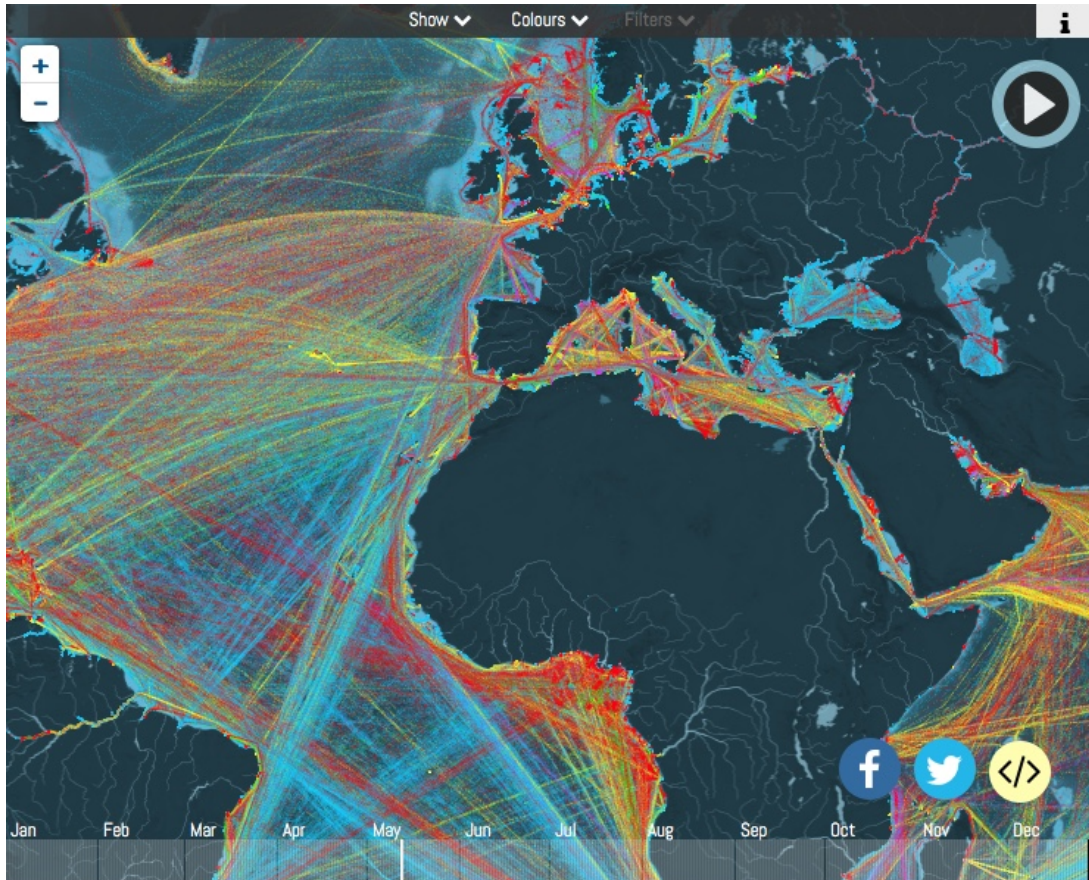 Show Colours Filters i
+
−
f </>
Jan Feb Mar Apr May Jun Jul Aug Sep Oct Nov Dec